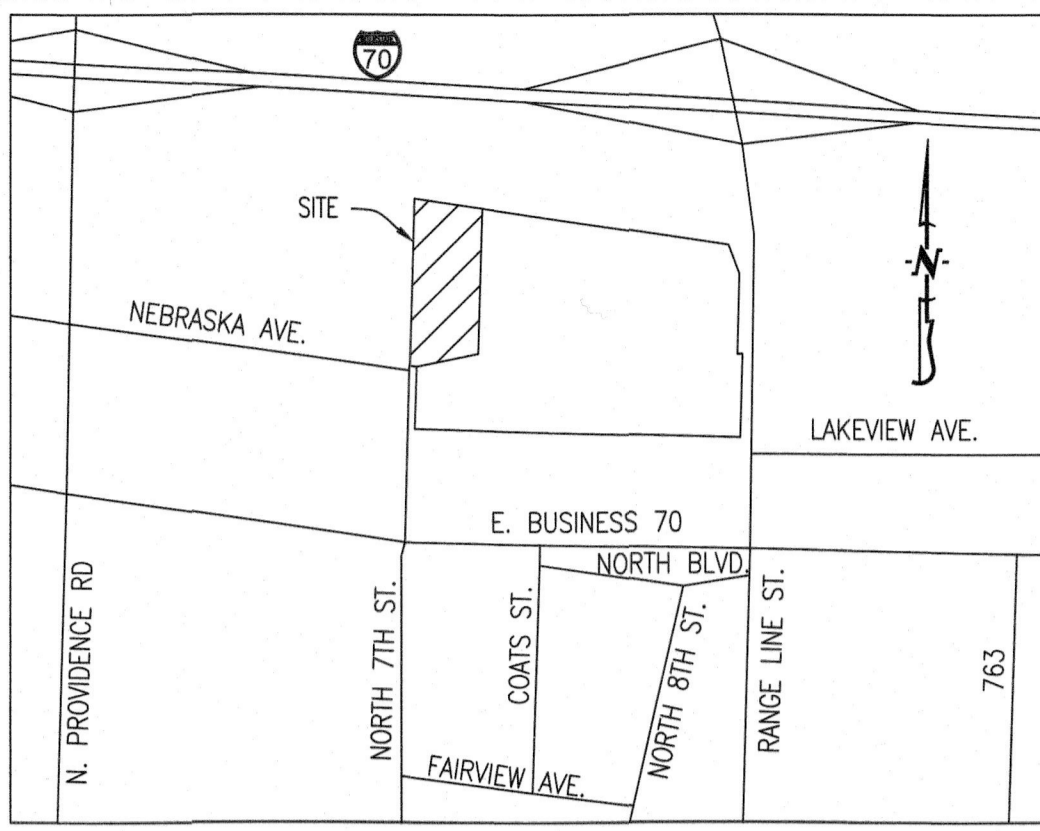 INTERSTATE
70
SITE
-N-
NEBRASKA AVE.
LAKEVIEW AVE.
E. BUSINESS 70
NORTH BLVD.
N. PROVIDENCE RD
NORTH 7TH ST.
COATS ST.
NORTH 8TH ST.
RANGE LINE ST.
763
FAIRVIEW AVE.